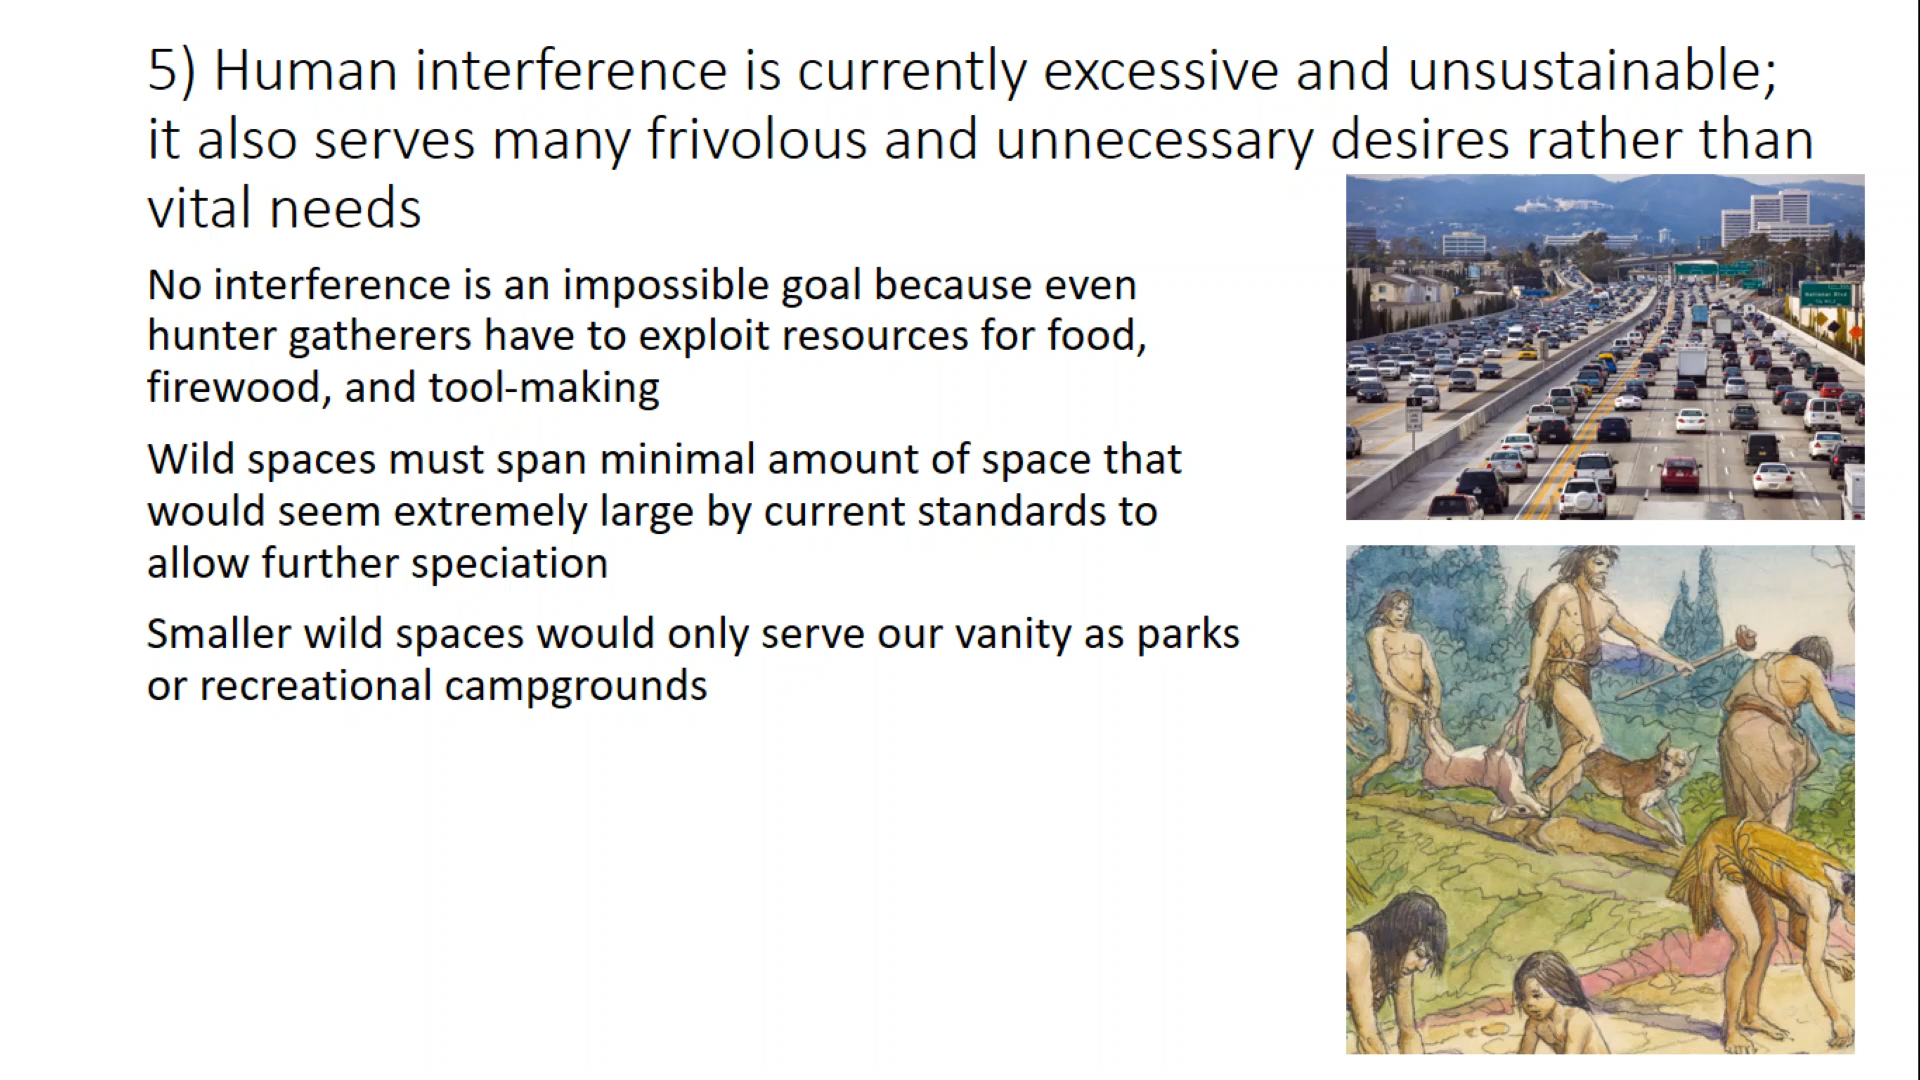 5) Human interference is currently excessive and unsustainable;
it also serves many frivolous and unnecessary desires rather than
vital needs
No interference is an impossible goal because even
hunter gatherers have to exploit resources for food,
firewood, and tool-making
Wild spaces must span minimal amount of space that
would seem extremely large by current standards to
allow further speciation
Smaller wild spaces would only serve our vanity as parks
or recreational campgrounds
National Blvd